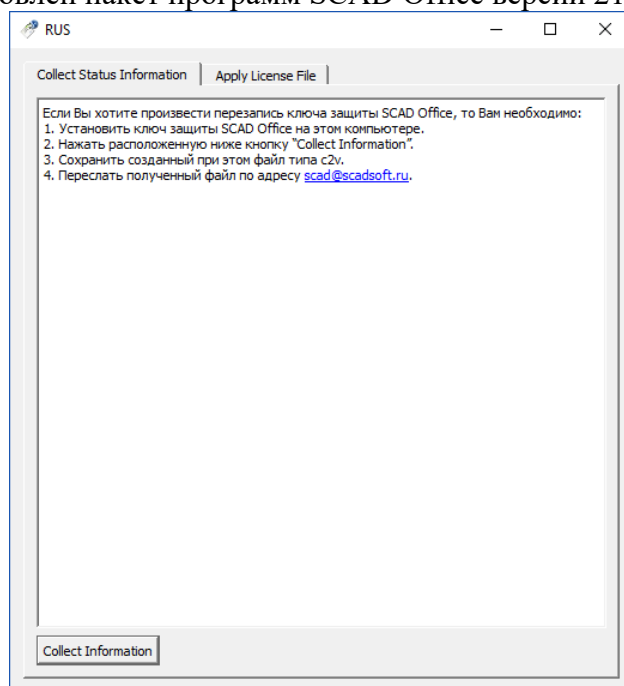 пакет программ SCAD Office версии 21
RUS
Collect Status Information
Apply License File
Если Вы хотите произвести перезапись ключа защиты SCAD Office, то Вам необходимо:
1. Установить ключ защиты SCAD Office на этом компьютере.
2. Нажать расположенную ниже кнопку "Collect Information".
3. Сохранить созданный при этом файл типа c2v.
4. Переслать полученный файл по адресу scad@scadsoft.ru.
Collect Information